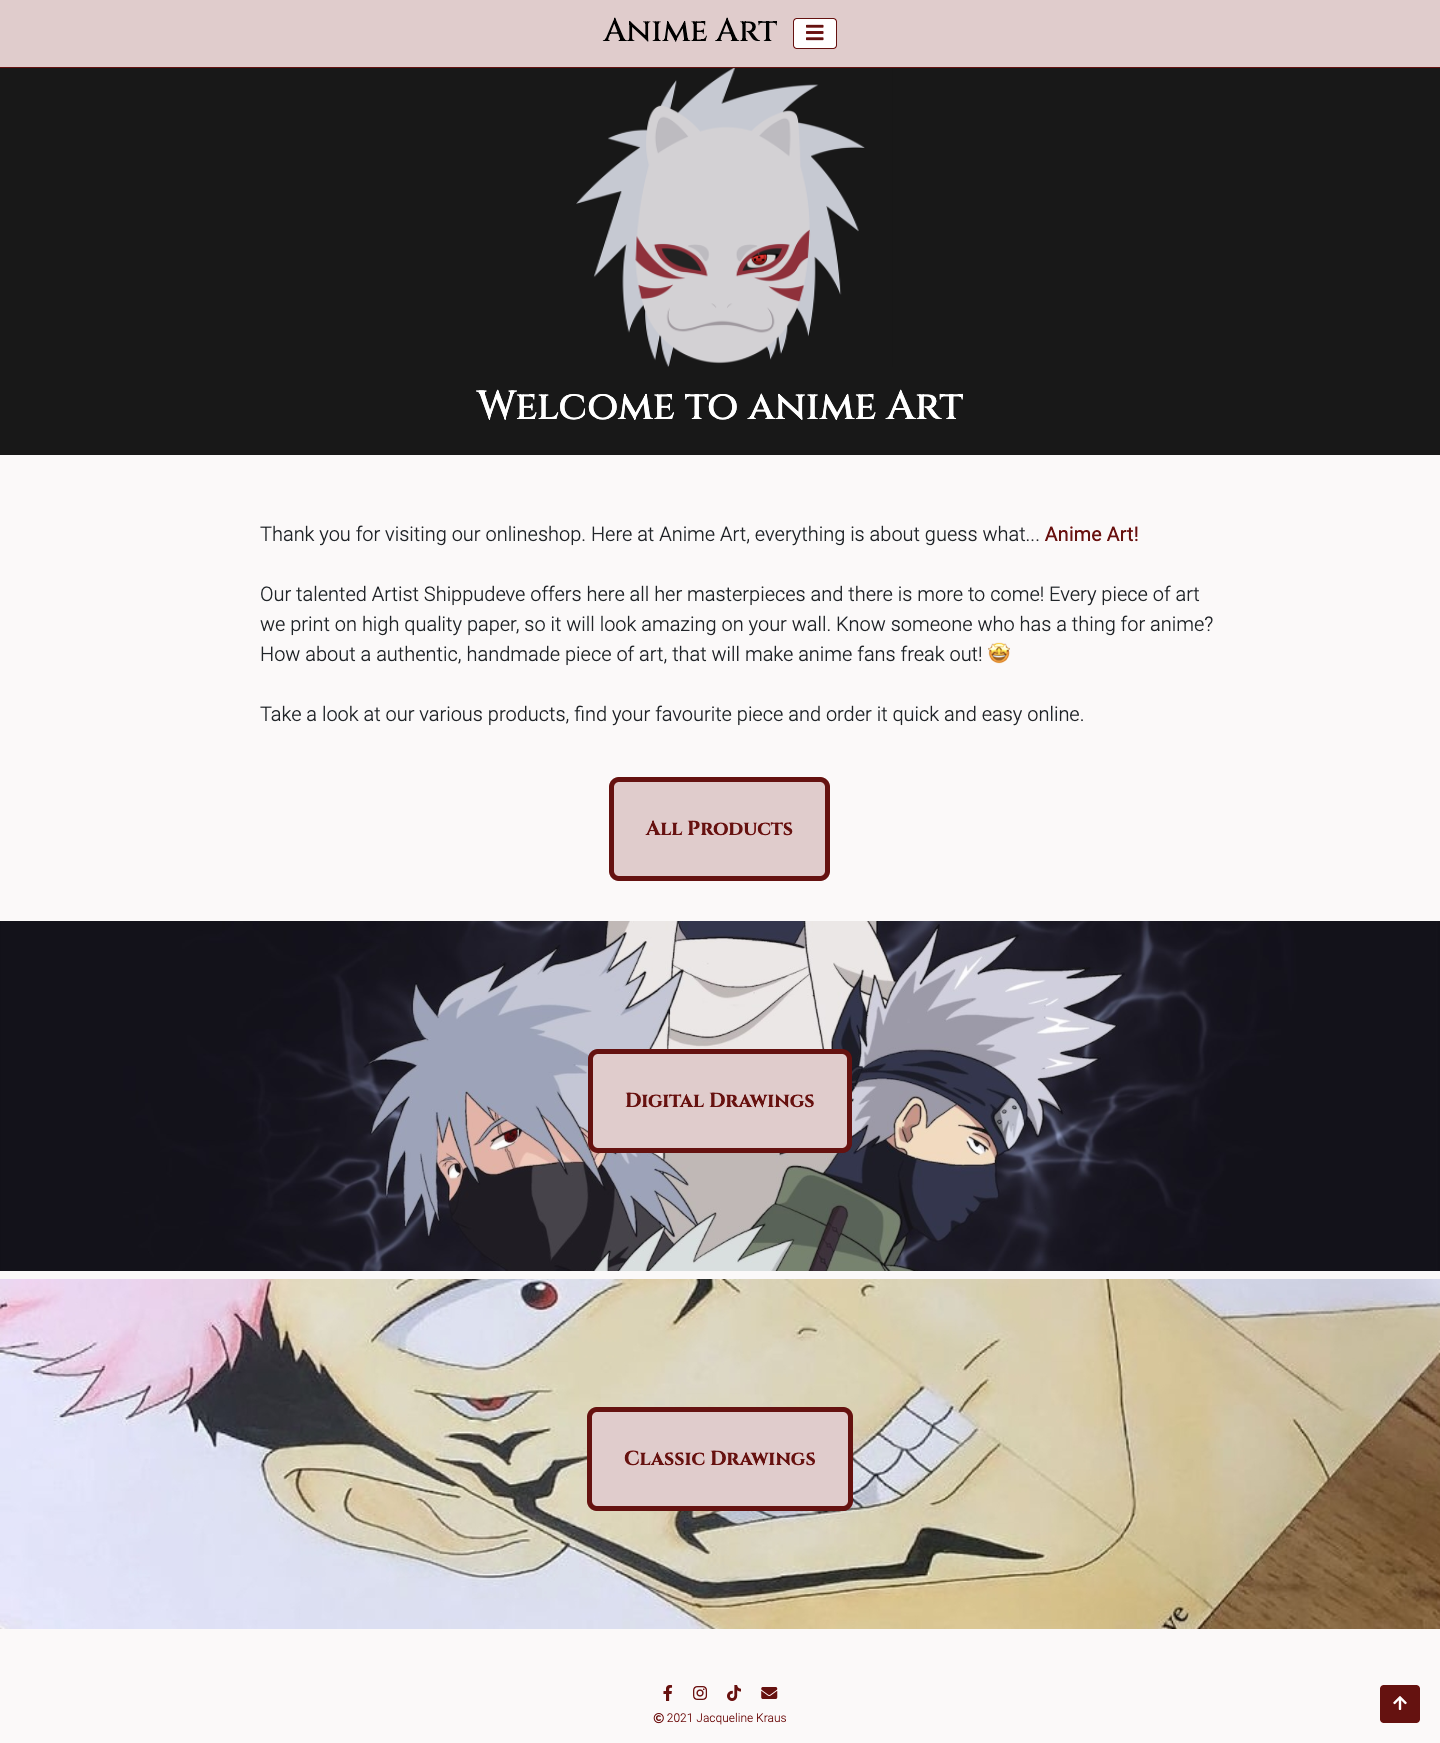 Anime Art
Welcome to anime Art
Thank you for visiting our onlineshop. Here at Anime Art, everything is about guess what... Anime Art!
Our talented Artist Shippudeve offers here all her masterpieces and there is more to come! Every piece of art
we print on high quality paper, so it will look amazing on your wall. Know someone who has a thing for anime?
How about a authentic, handmade piece of art, that will make anime fans freak out! 🤩
Take a look at our various products, find your favourite piece and order it quick and easy online.
All Products
Digital Drawings
Classic Drawings
ve
© 2021 Jacqueline Kraus